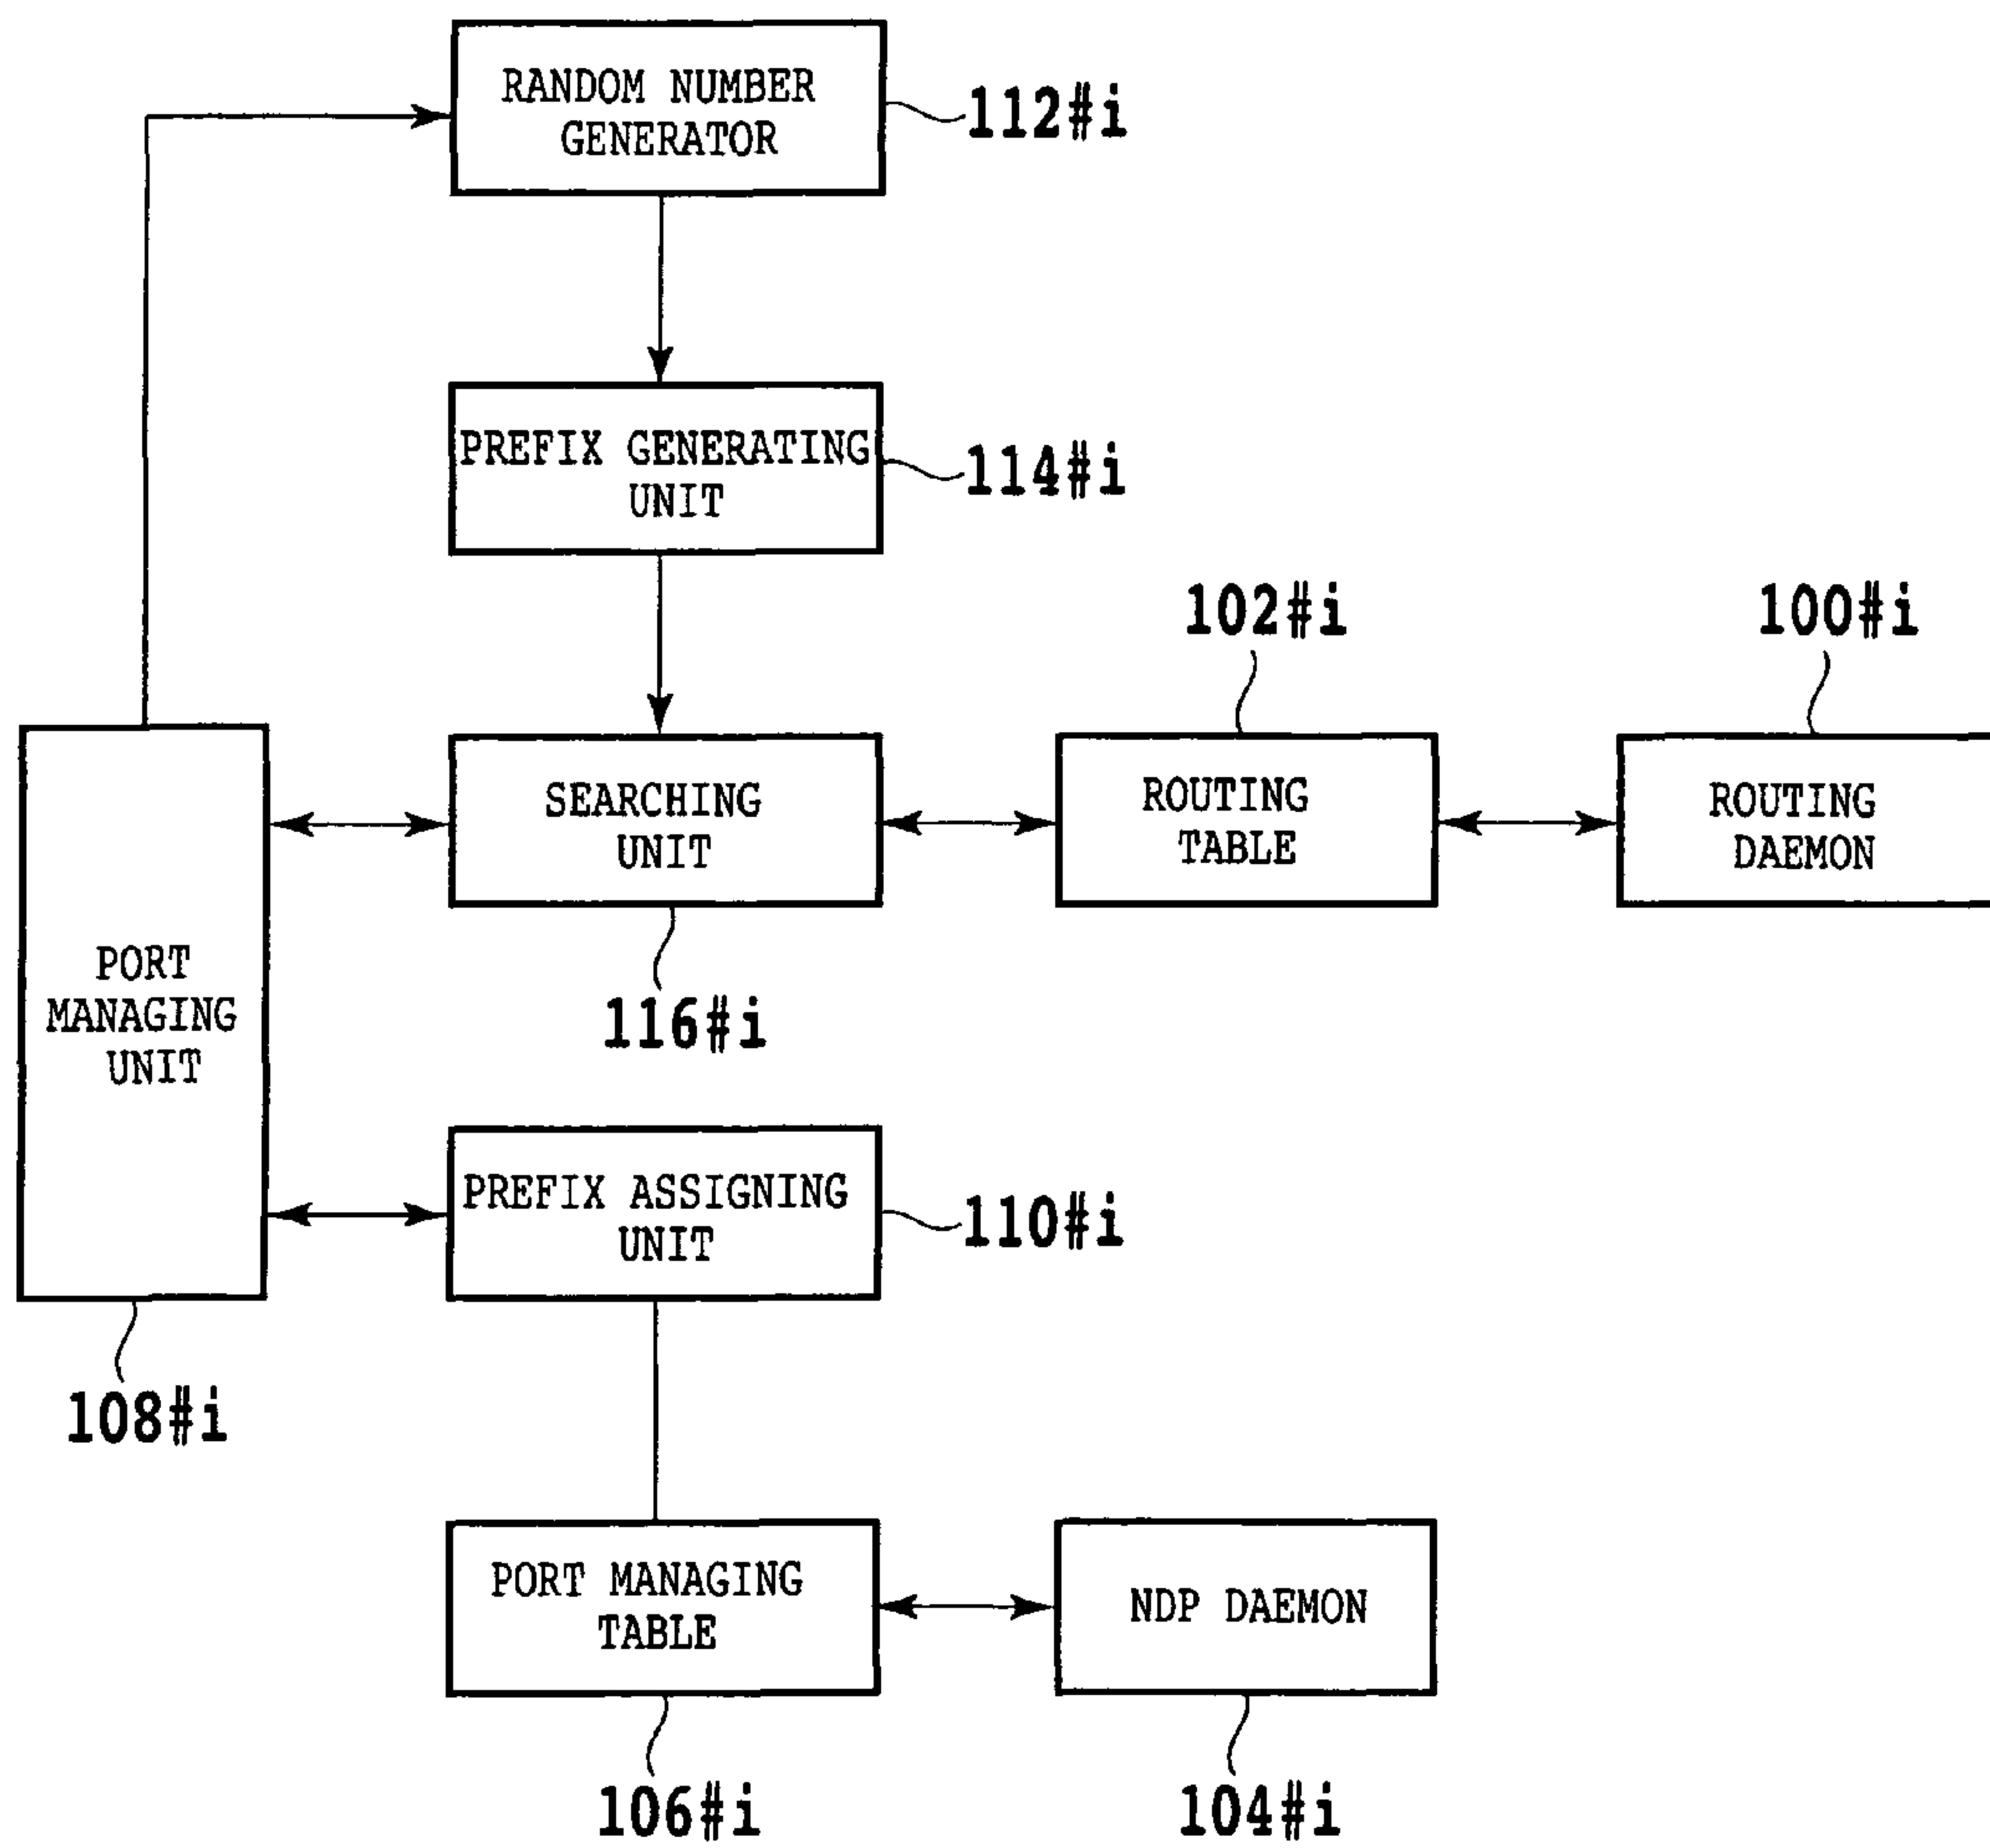 RANDOM NUMBER
GENERATOR
112#i
PREFIX GENERATING
UNIT
114#i
102#i
100#i
SEARCHING
UNIT
ROUTING
TABLE
ROUTING
DAEMON
PORT
MANAGING
UNIT
116#i
PREFIX ASSIGNING
UNIT
110#i
108#i
PORT MANAGING
TABLE
NDP DAEMON
106#i
104#i